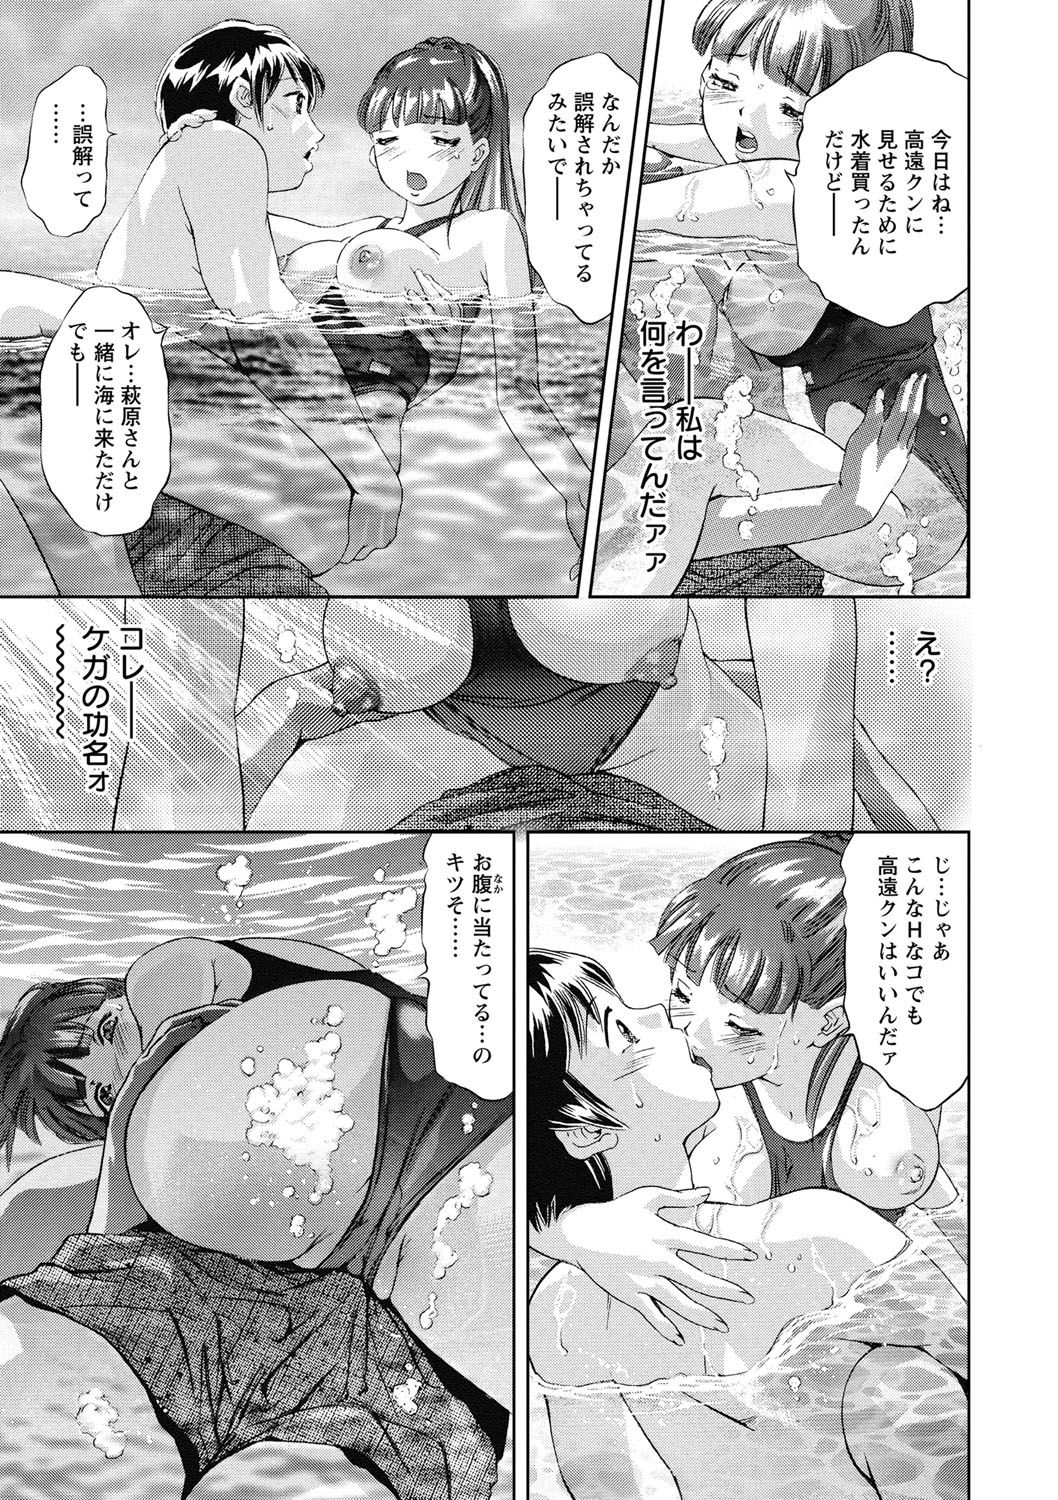 今日はね…
高遠クンに
見せるために
水着買ったん
だけど──
わ──私は
何を言ってんだァァ
なんだか
誤解されちゃってる
みたいで──
…誤解って
……
オレ…萩原さんと
一緒に海に来ただけ
でも──
え?
……
コレ──
ケガの功名ォ
じ…じゃあ
こんなHなコでも
高遠クンはいいんだァ
お腹に当たってる…の
なか
キツそ……